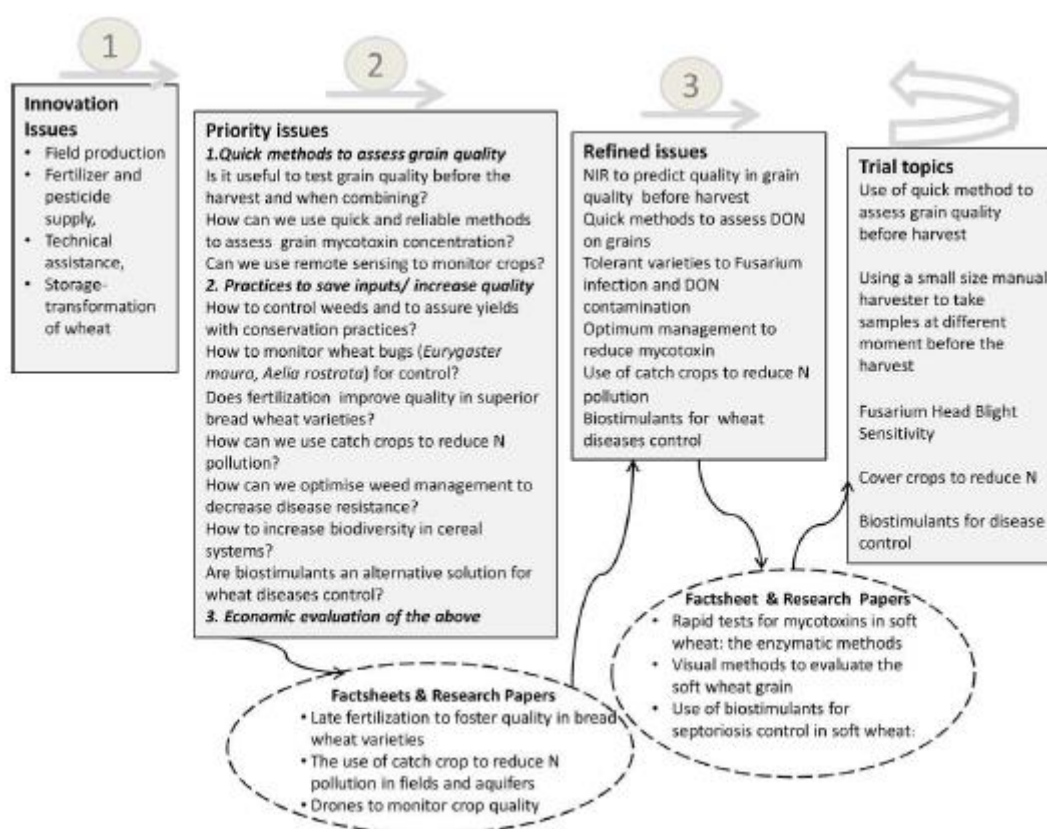 1
2
3
Innovation
Issues
• Field production
• Fertilizer and
pesticide
supply,
• Technical
assistance,
• Storage-
transformation
of wheat
Priority issues
1.Quick methods to assess grain quality
Is it useful to test grain quality before the
harvest and when combining?
How can we use quick and reliable methods
to assess grain mycotoxin concentration?
Can we use remote sensing to monitor crops?
2. Practices to save inputs/ increase quality
How to control weeds and to assure yields
with conservation practices?
How to monitor wheat bugs (Eurygaster
maura, Aelia rostrata) for control?
Does fertilization improve quality in superior
bread wheat varieties?
How can we use catch crops to reduce N
pollution?
How can we optimise weed management to
decrease disease resistance?
How to increase biodiversity in cereal
systems?
Are biostimulants an alternative solution for
wheat diseases control?
3. Economic evaluation of the above
Factsheets & Research Papers
• Late fertilization to foster quality in bread
wheat varieties
• The use of catch crop to reduce N
pollution in fields and aquifers
• Drones to monitor crop quality
Refined issues
NIR to predict quality in grain
quality before harvest
Quick methods to assess DON
on grains
Tolerant varieties to Fusarium
infection and DON
contamination
Optimum management to
reduce mycotoxin
Use of catch crops to reduce N
pollution
Biostimulants for wheat
diseases control
Factsheet & Research Papers
• Rapid tests for mycotoxins in soft
wheat: the enzymatic methods
• Visual methods to evaluate the
soft wheat grain
• Use of biostimulants for
septoriosis control in soft wheat:
Trial topics
Use of quick method to
assess grain quality
before harvest
Using a small size manual
harvester to take
samples at different
moment before the
harvest
Fusarium Head Blight
Sensitivity
Cover crops to reduce N
Biostimulants for disease
control